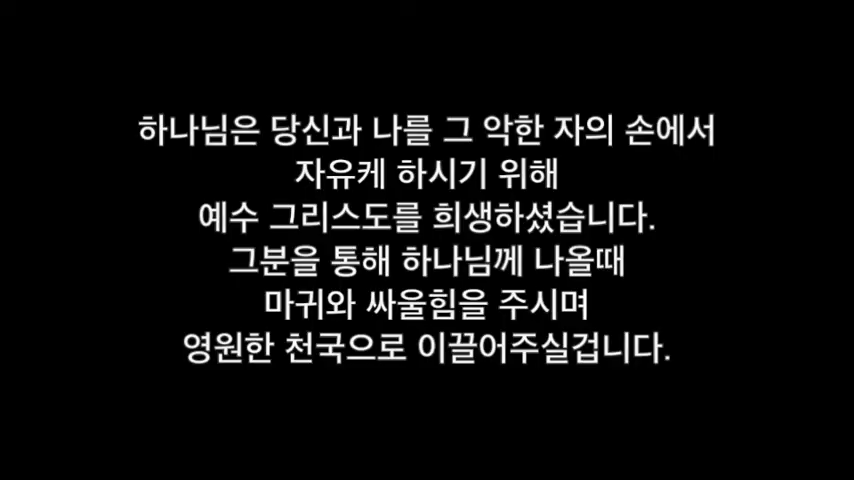 하나님은 당신과 나를 그 악한 자의 손에서
자유케 하시기 위해
예수 그리스도를 희생하셨습니다.
그분을 통해 하나님께 나올때
마귀와 싸울힘을 주시며
영원한 천국으로 이끌어주실겁니다.